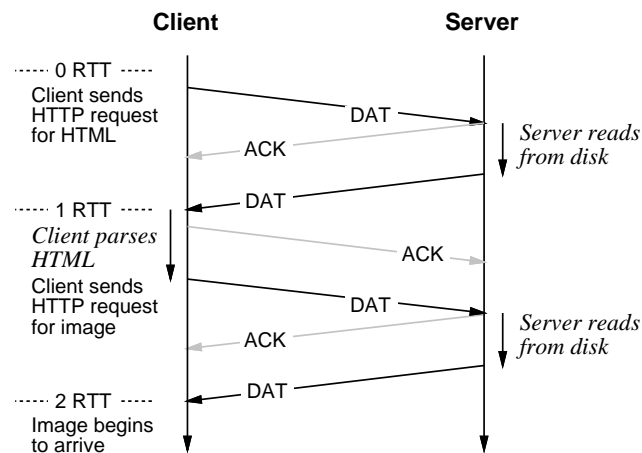 Client
Server
0 RTT
Client sends
HTTP request
for HTML
DAT
ACK
Server reads
from disk
DAT
1 RTT
Client parses
HTML
ACK
Client sends
HTTP request
for image
DAT
ACK
Server reads
from disk
DAT
2 RTT
Image begins
to arrive